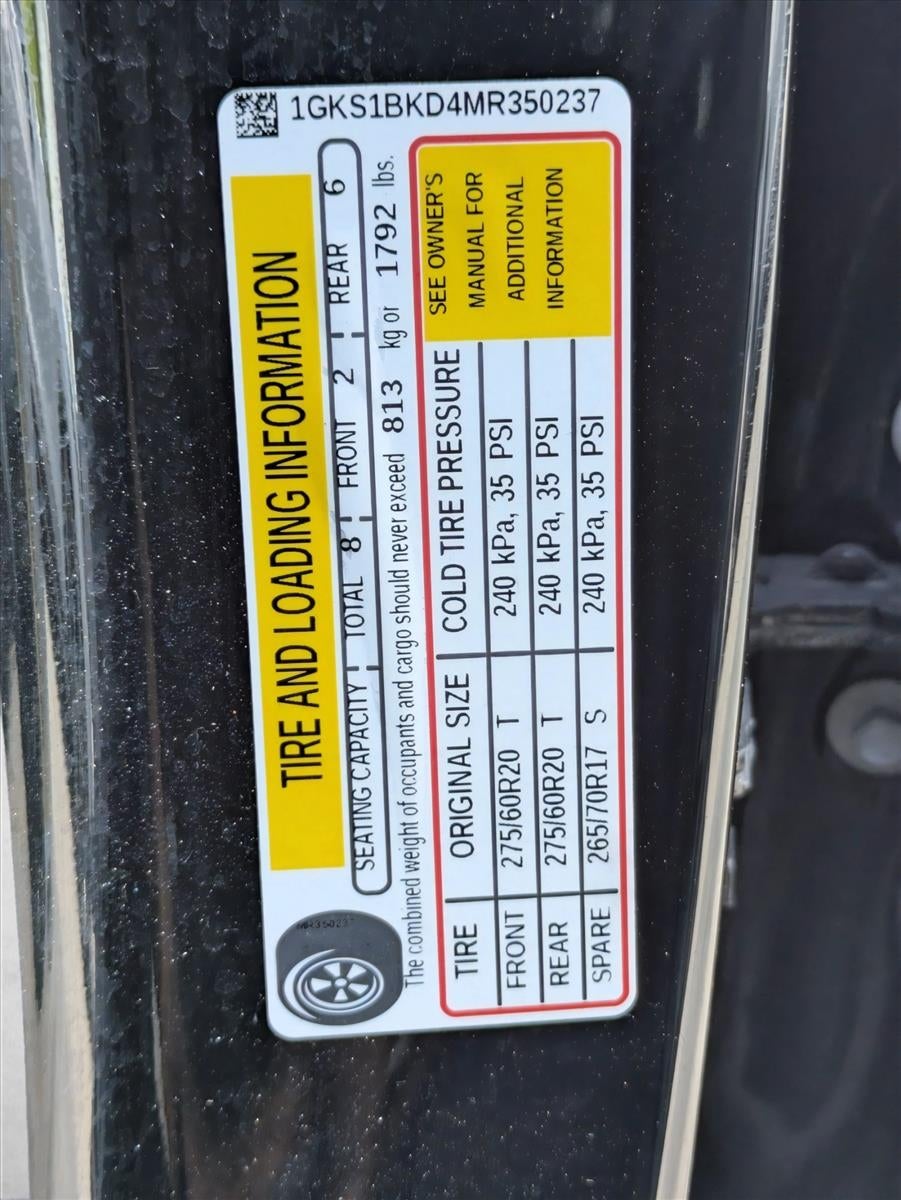 1GKS1BKD4MR350237
TIRE AND LOADING INFORMATION
SEATING CAPACITY TOTAL 8 FRONT 2 REAR 6
The combined weight of occupants and cargo should never exceed 813 kg or 1792 lbs.
TIRE ORIGINAL SIZE COLD TIRE PRESSURE
FRONT 275/60R20 T 240 kPa, 35 PSI
REAR 275/60R20 T 240 kPa, 35 PSI
SPARE 265/70R17 S 240 kPa, 35 PSI
SEE OWNER'S
MANUAL FOR
ADDITIONAL
INFORMATION
MR350237